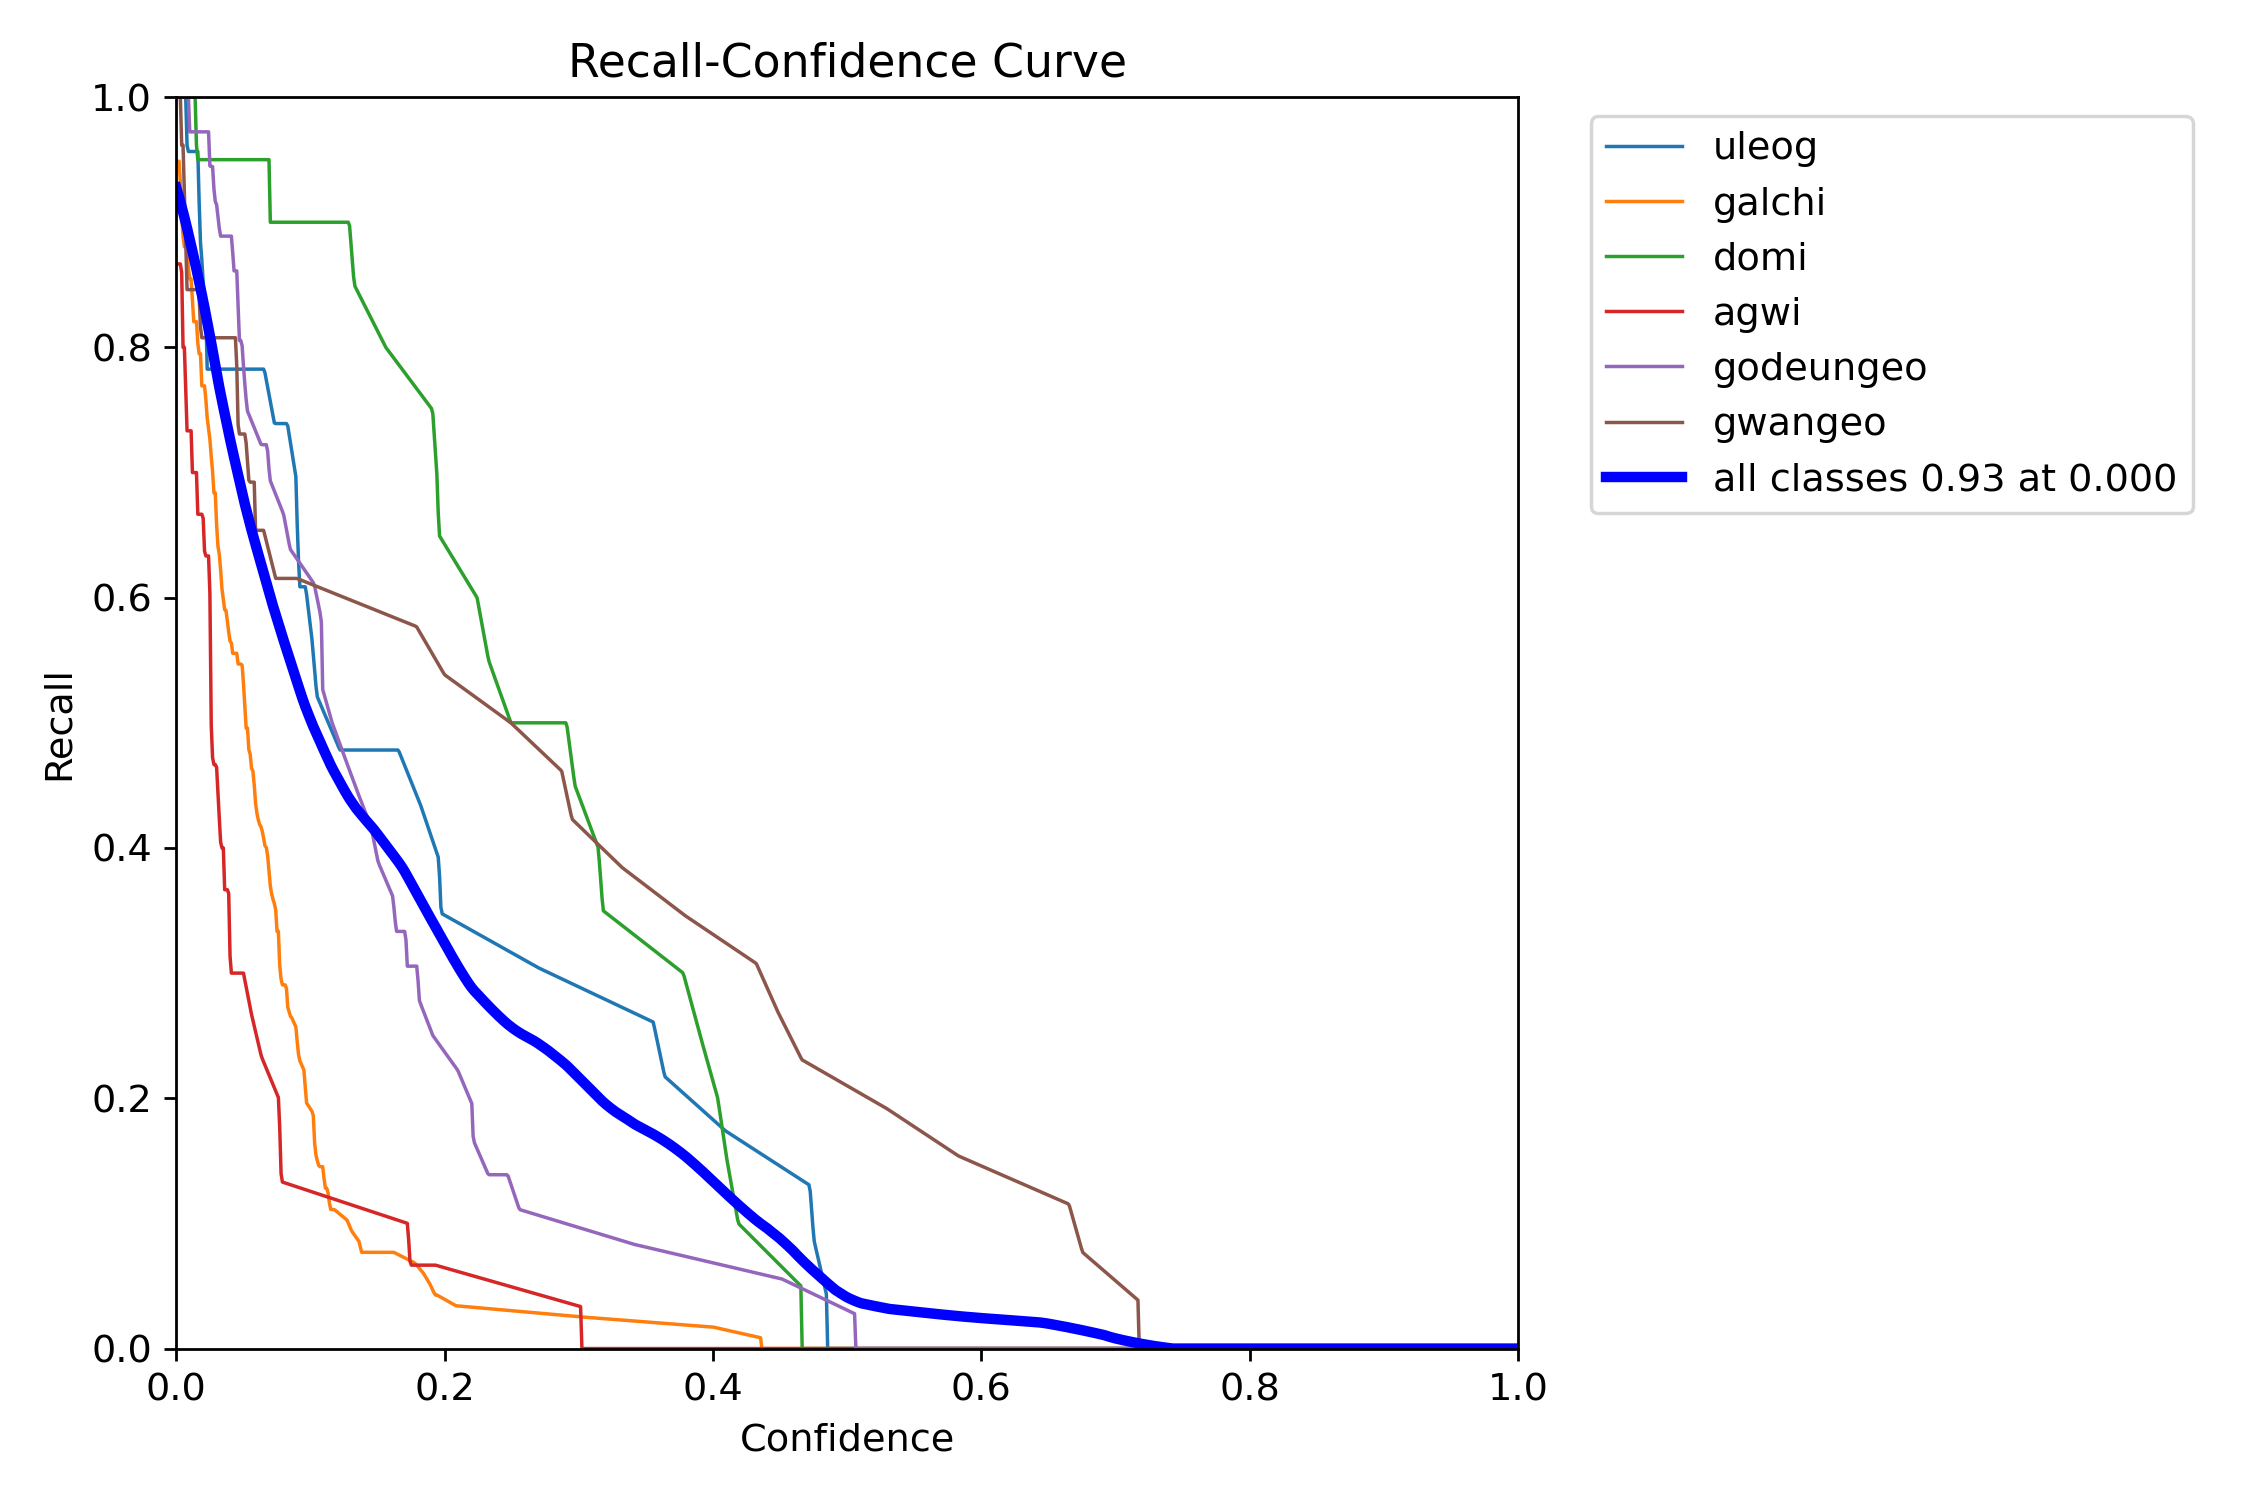 Recall-Confidence Curve
1.0
0.8
0.6
0.4
0.2
0.0
Recall
0.0 0.2 0.4 0.6 0.8 1.0
Confidence
uleog
galchi
domi
agwi
godeungeo
gwangeo
all classes 0.93 at 0.000